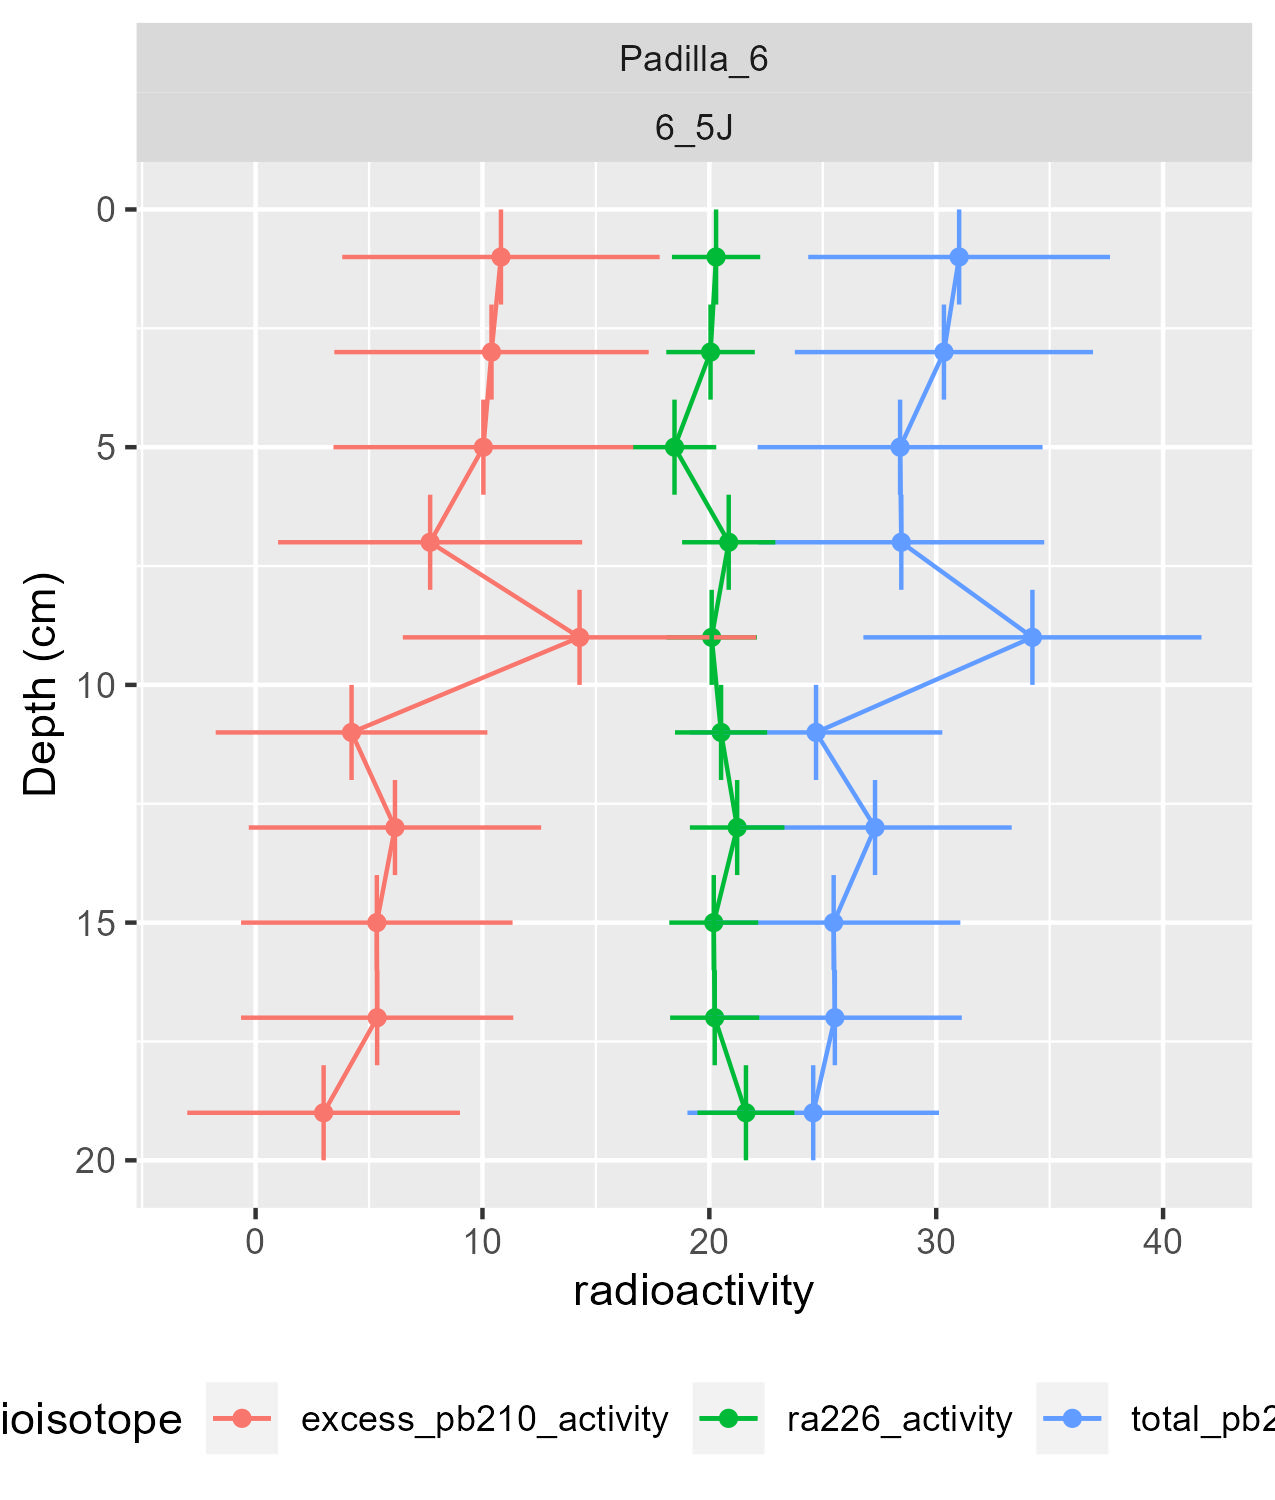 Padilla_6
6_5J
0
5
10
15
20
Depth (cm)
0 10 20 30 40
radioactivity
ioisotope excess_pb210_activity ra226_activity total_pb2